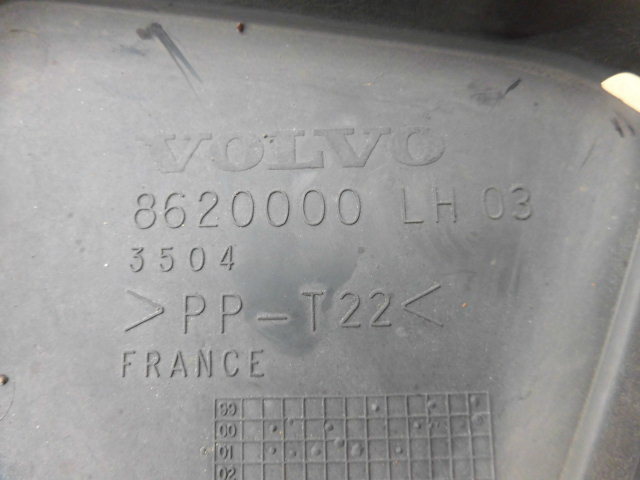 VOLVO
8620000 LH 03
3504
>PP-T22<
FRANCE
99
00
01
02